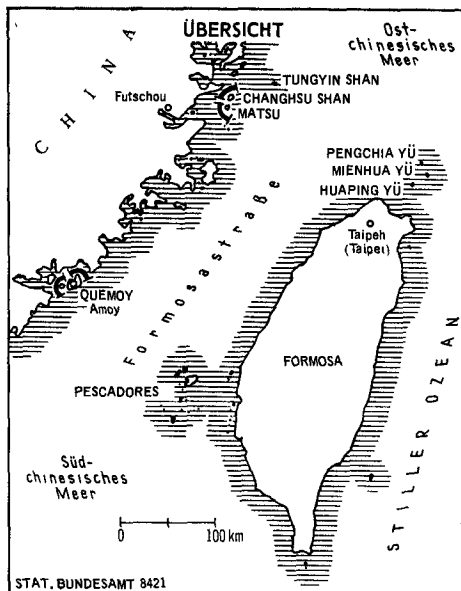 ÜBERSICHT
Ost-
chinesisches
Meer
CHINA
TUNGYIN SHAN
Futschou
CHANGHSU SHAN
MATSU
PENGCHIA YÜ
MIENHUA YÜ
HUAPING YÜ
Taipeh
(Taipei)
Formosastraße
QUEMOY
Amoy
FORMOSA
PESCADORES
STILLER OZEAN
Süd-
chinesisches
Meer
0 100 km
STAT. BUNDESAMT 8421